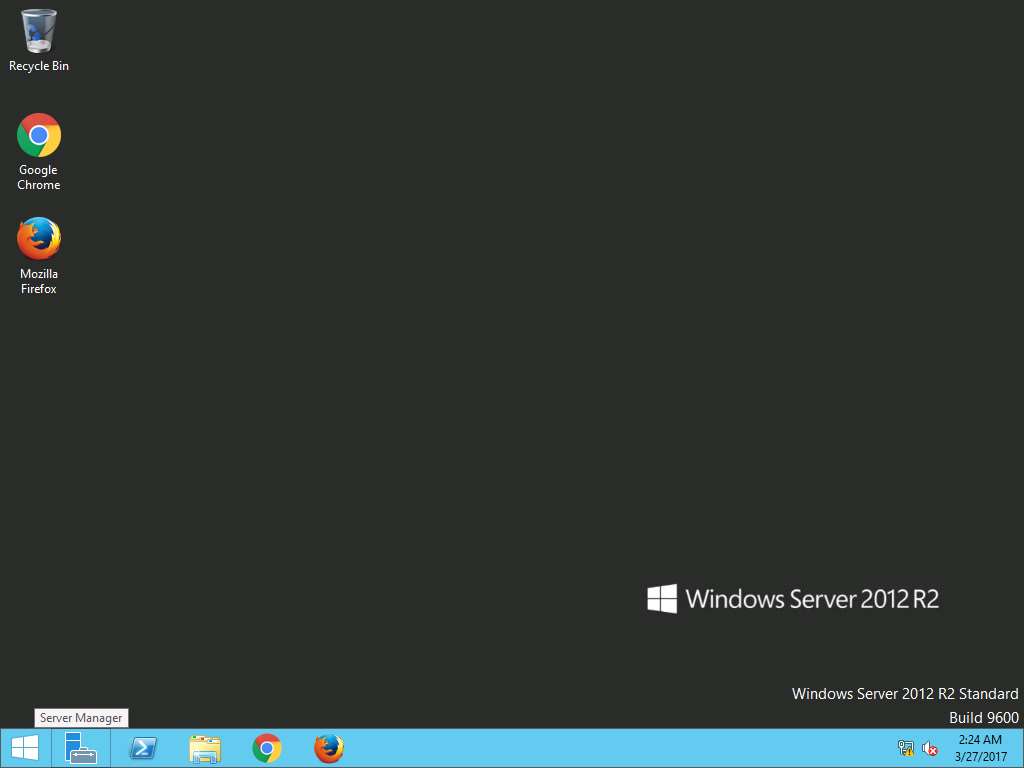 Recycle Bin
Google
Chrome
Mozilla
Firefox
Windows Server 2012 R2
Windows Server 2012 R2 Standard
Build 9600
Server Manager
2:24 AM
3/27/2017